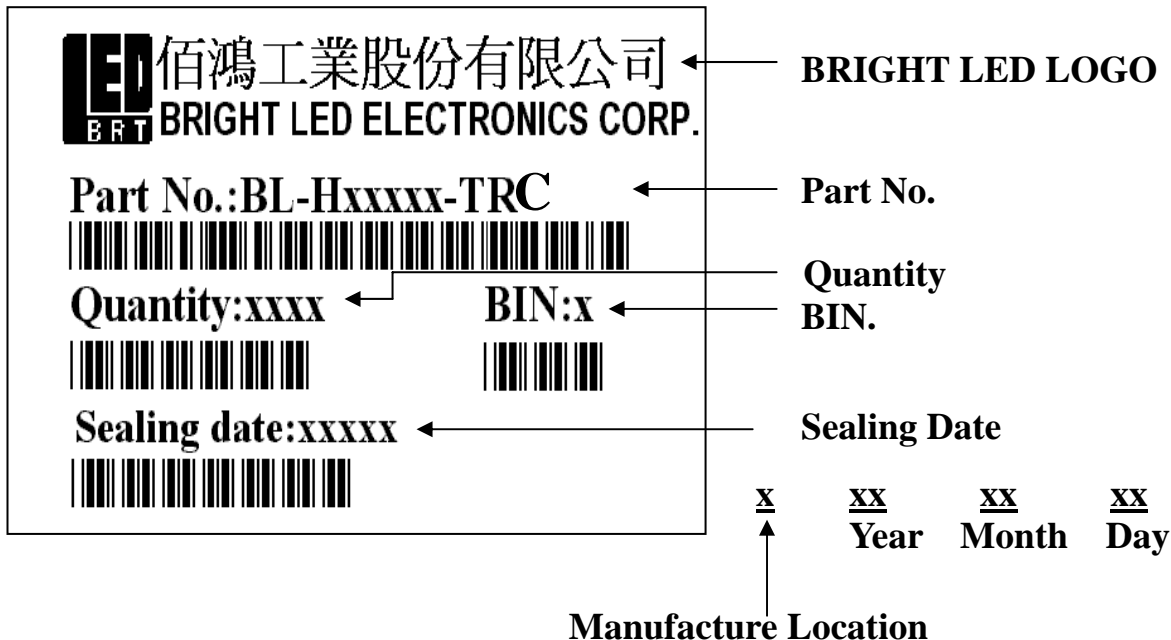 LED 佰鴻工業股份有限公司 BRIGHT LED LOGO
BRT BRIGHT LED ELECTRONICS CORP.
Part No.:BL-Hxxxxx-TRC Part No.
Quantity
Quantity:xxxx BIN:x BIN.
Sealing date:xxxxx Sealing Date
x xx xx xx
Year Month Day
Manufacture Location